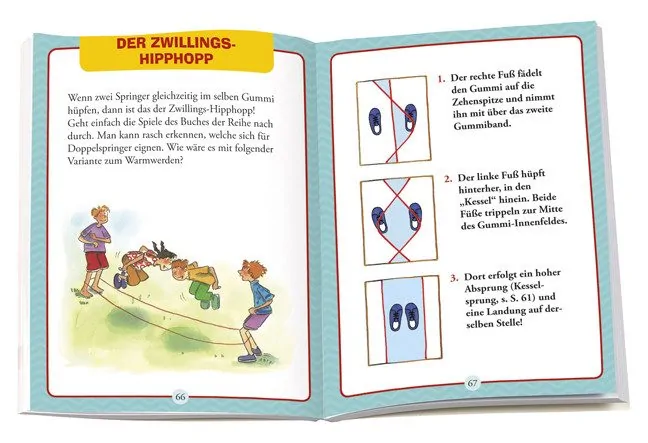 DER ZWILLINGS-
HIPPHOPP
Wenn zwei Springer gleichzeitig im selben Gummi
hüpfen, dann ist das der Zwillings-Hipphopp!
Geht einfach die Spiele des Buches der Reihe nach
durch. Man kann rasch erkennen, welche sich für
Doppelspringer eignen. Wie wäre es mit folgender
Variante zum Warmwerden?
66
1. Der rechte Fuß fädelt
den Gummi auf die
Zehenspitze und nimmt
ihn mit über das zweite
Gummiband.
2. Der linke Fuß hüpft
hinterher, in den
„Kessel“ hinein. Beide
Füße trippeln zur Mitte
des Gummi-Innenfeldes.
3. Dort erfolgt ein hoher
Absprung (Kessel-
sprung, s. S. 61) und
eine Landung auf der-
selben Stelle!
67